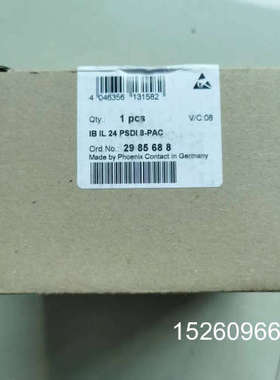 4 046356 131582
Qty.: 1 pcs V/C:08
IB IL 24 PSDI 8-PAC
Ord No.: 29 85 68 8
Made by Phoenix Contact in Germany
15260966